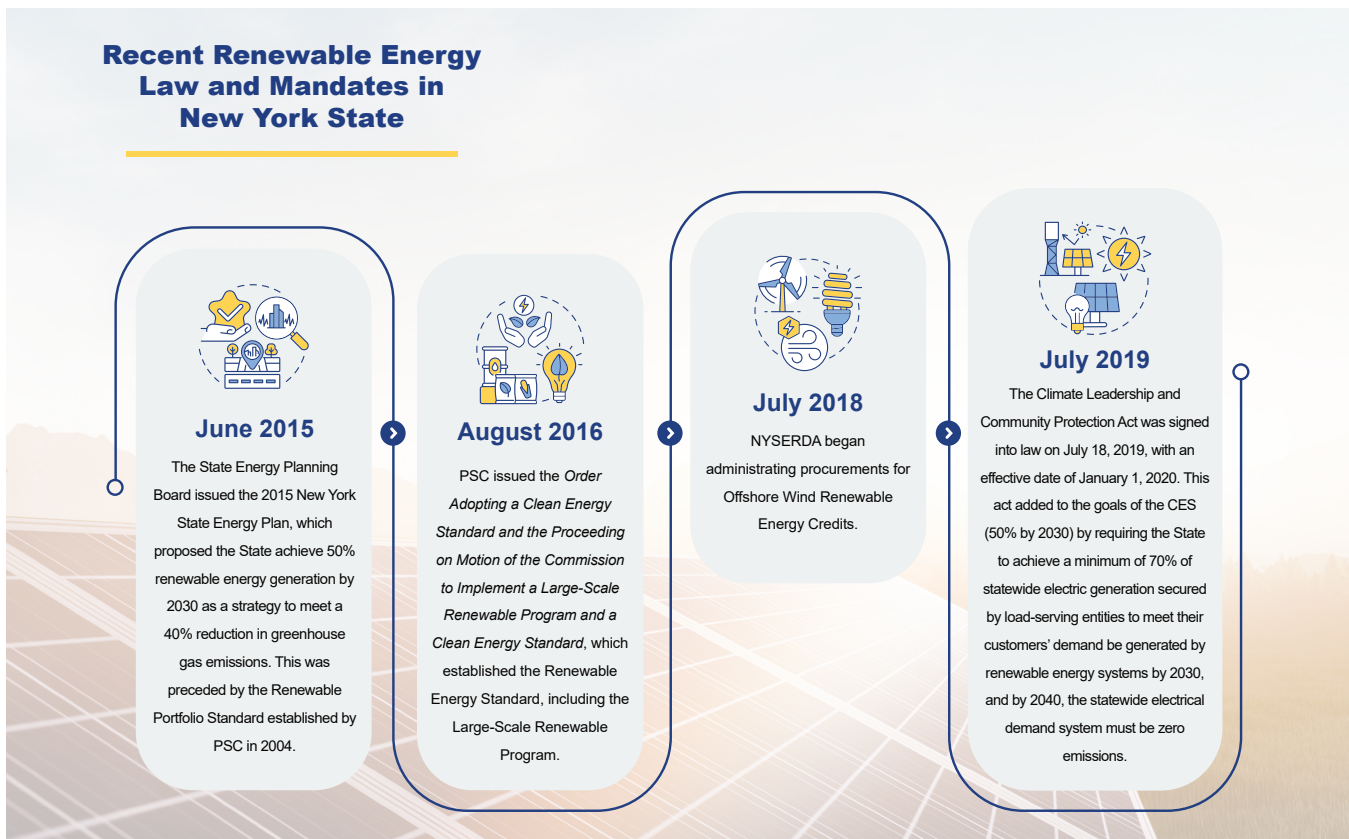 Recent Renewable Energy
Law and Mandates in
New York State
June 2015
The State Energy Planning
Board issued the 2015 New York
State Energy Plan, which
proposed the State achieve 50%
renewable energy generation by
2030 as a strategy to meet a
40% reduction in greenhouse
gas emissions. This was
preceded by the Renewable
Portfolio Standard established by
PSC in 2004.
August 2016
PSC issued the Order
Adopting a Clean Energy
Standard and the Proceeding
on Motion of the Commission
to Implement a Large-Scale
Renewable Program and a
Clean Energy Standard, which
established the Renewable
Energy Standard, including the
Large-Scale Renewable
Program.
July 2018
NYSERDA began
administrating procurements for
Offshore Wind Renewable
Energy Credits.
July 2019
The Climate Leadership and
Community Protection Act was signed
into law on July 18, 2019, with an
effective date of January 1, 2020. This
act added to the goals of the CES
(50% by 2030) by requiring the State
to achieve a minimum of 70% of
statewide electric generation secured
by load-serving entities to meet their
customers’ demand be generated by
renewable energy systems by 2030,
and by 2040, the statewide electrical
demand system must be zero
emissions.